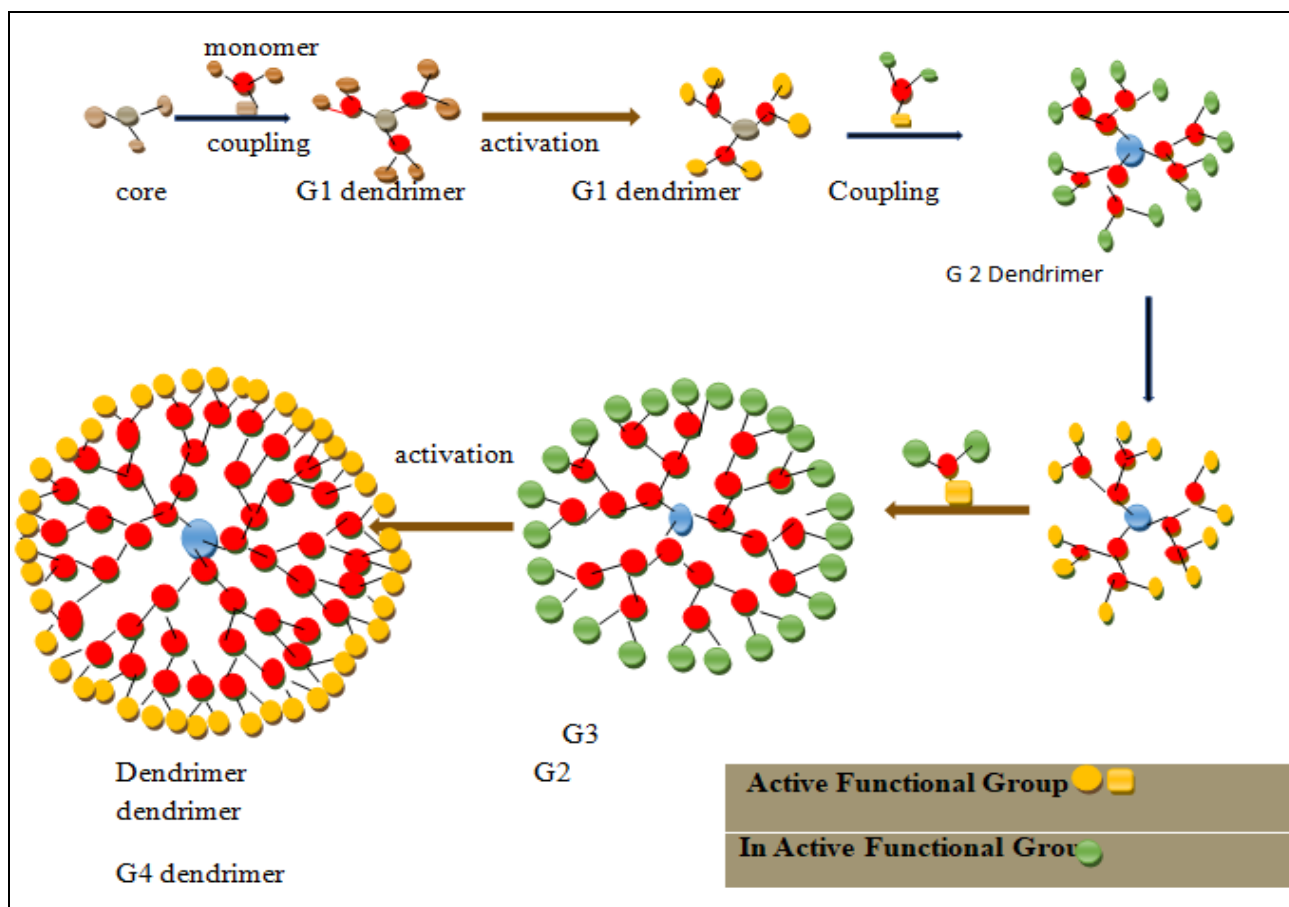 monomer
coupling
activation
core
G1 dendrimer
G1 dendrimer
Coupling
G 2 Dendrimer
activation
G3
Dendrimer
G2
dendrimer
G4 dendrimer
Active Functional Group
In Active Functional Grou